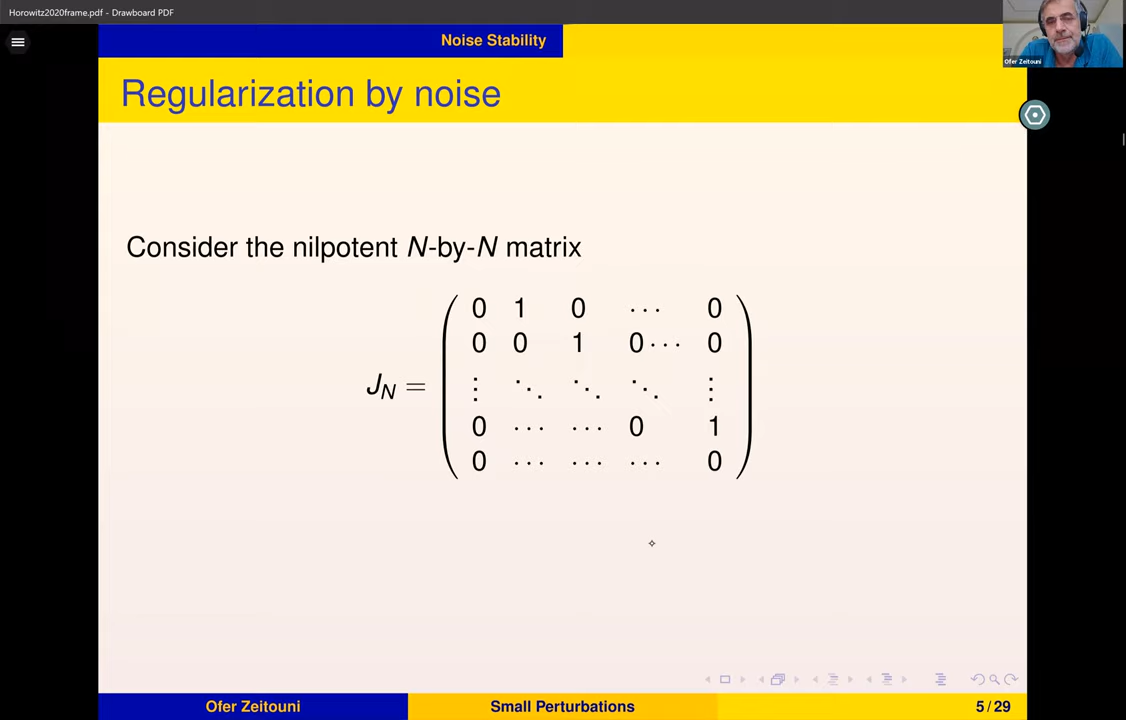 Horowitz2020frame.pdf - Drawboard PDF
Ofer Zeitouni
Noise Stability
Regularization by noise
Consider the nilpotent N-by-N matrix
0 1 0 ⋯ 0
0 0 1 0⋯ 0
J_N = ⋮ ⋱ ⋱ ⋱ ⋮
0 ⋯ ⋯ 0 1
0 ⋯ ⋯ ⋯ 0
Ofer Zeitouni Small Perturbations 5 / 29